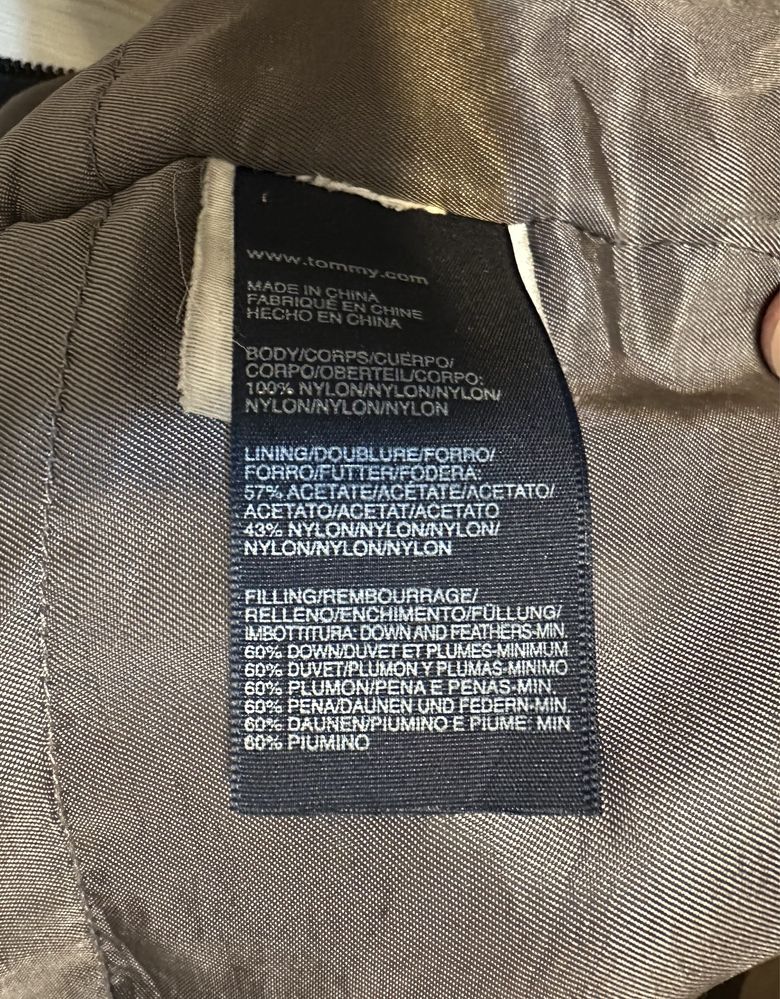 www.tommy.com
MADE IN CHINA
FABRIQUÉ EN CHINE
HECHO EN CHINA
BODY/CORPS/CUERPO/
CORPO/OBERTEIL/CORPO:
100% NYLON/NYLON/NYLON/
NYLON/NYLON/NYLON
LINING/DOUBLURE/FORRO/
FORRO/FUTTER/FODERA:
57% ACETATE/ACÉTATE/ACETATO/
ACETATO/ACETAT/ACETATO
43% NYLON/NYLON/NYLON/
NYLON/NYLON/NYLON
FILLING/REMBOURRAGE/
RELLENO/ENCHIMENTO/FÜLLUNG/
IMBOTTITURA: DOWN AND FEATHERS-MIN.
60% DOWN/DUVET ET PLUMES-MINIMUM
60% DUVET/PLUMON Y PLUMAS-MINIMO
60% PLUMON/PENA E PENAS-MIN.
60% PENA/DAUNEN UND FEDERN-MIN.
60% DAUNEN/PIUMINO E PIUME: MIN
60% PIUMINO